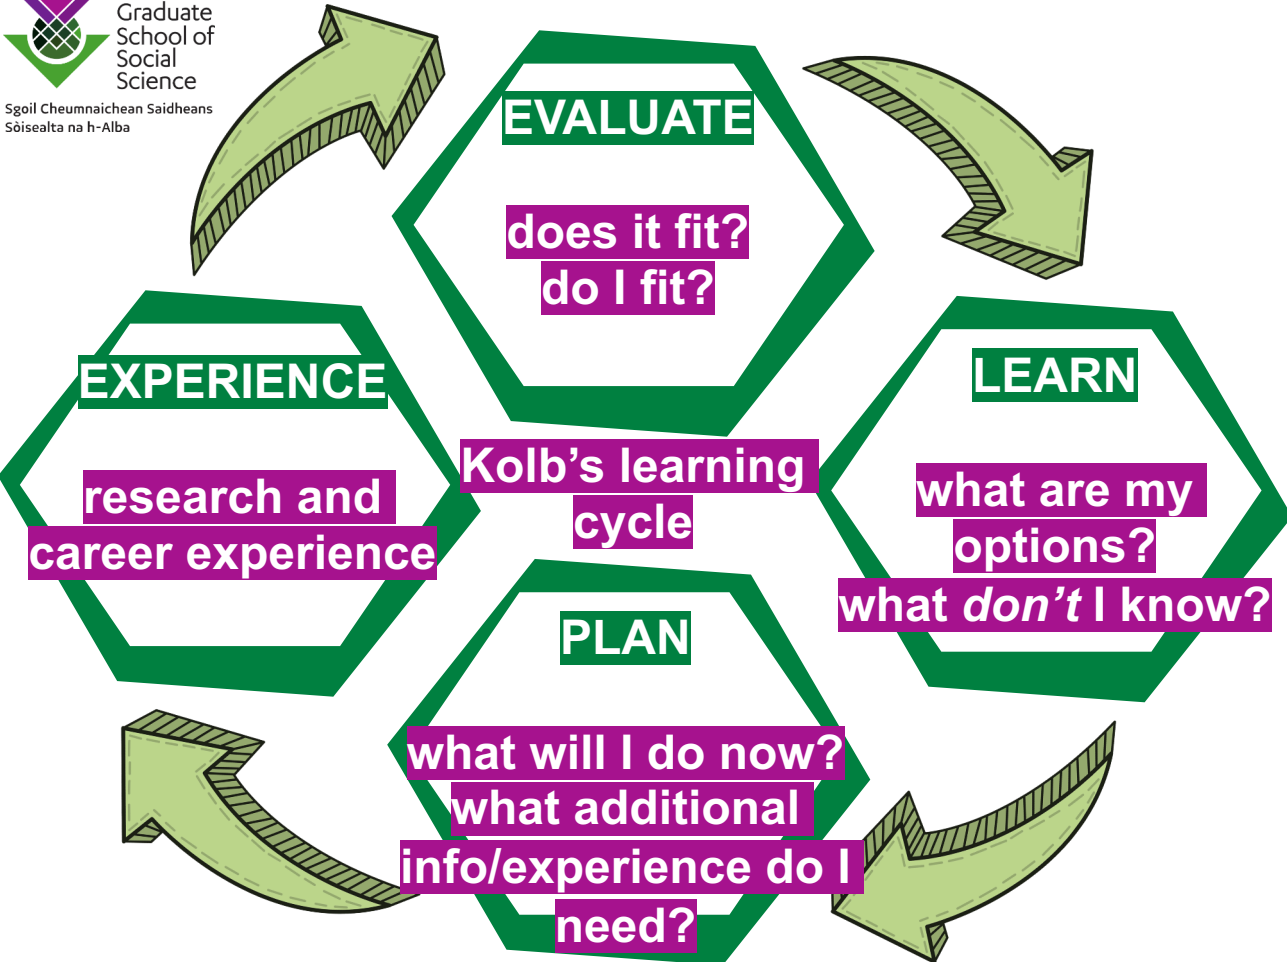 Graduate
School of
Social
Science
Sgoil Cheumnaichean Saidheans
Sòisealta na h-Alba
EVALUATE
does it fit?
do I fit?
EXPERIENCE
research and
career experience
Kolb’s learning
cycle
LEARN
what are my
options?
what don’t I know?
PLAN
what will I do now?
what additional
info/experience do I
need?